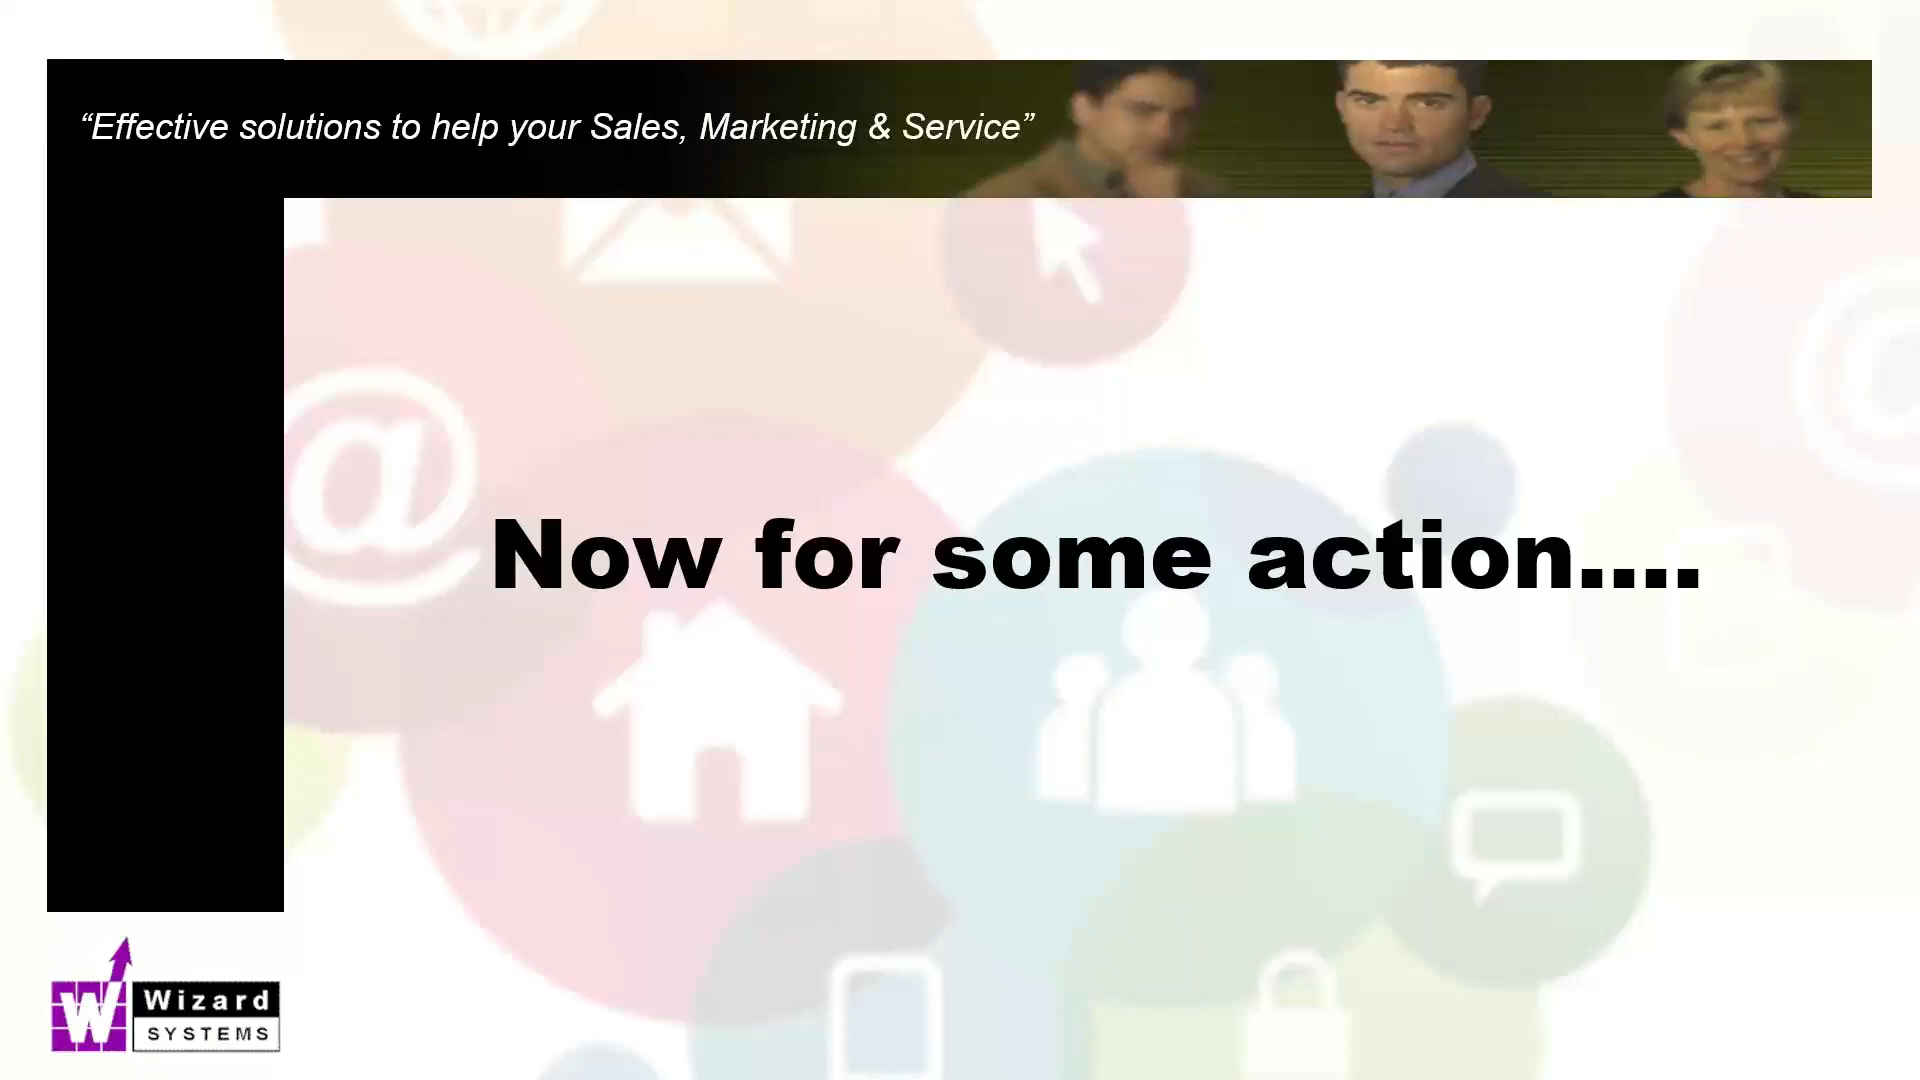 “Effective solutions to help your Sales, Marketing & Service”
Now for some action....
W
Wizard
SYSTEMS